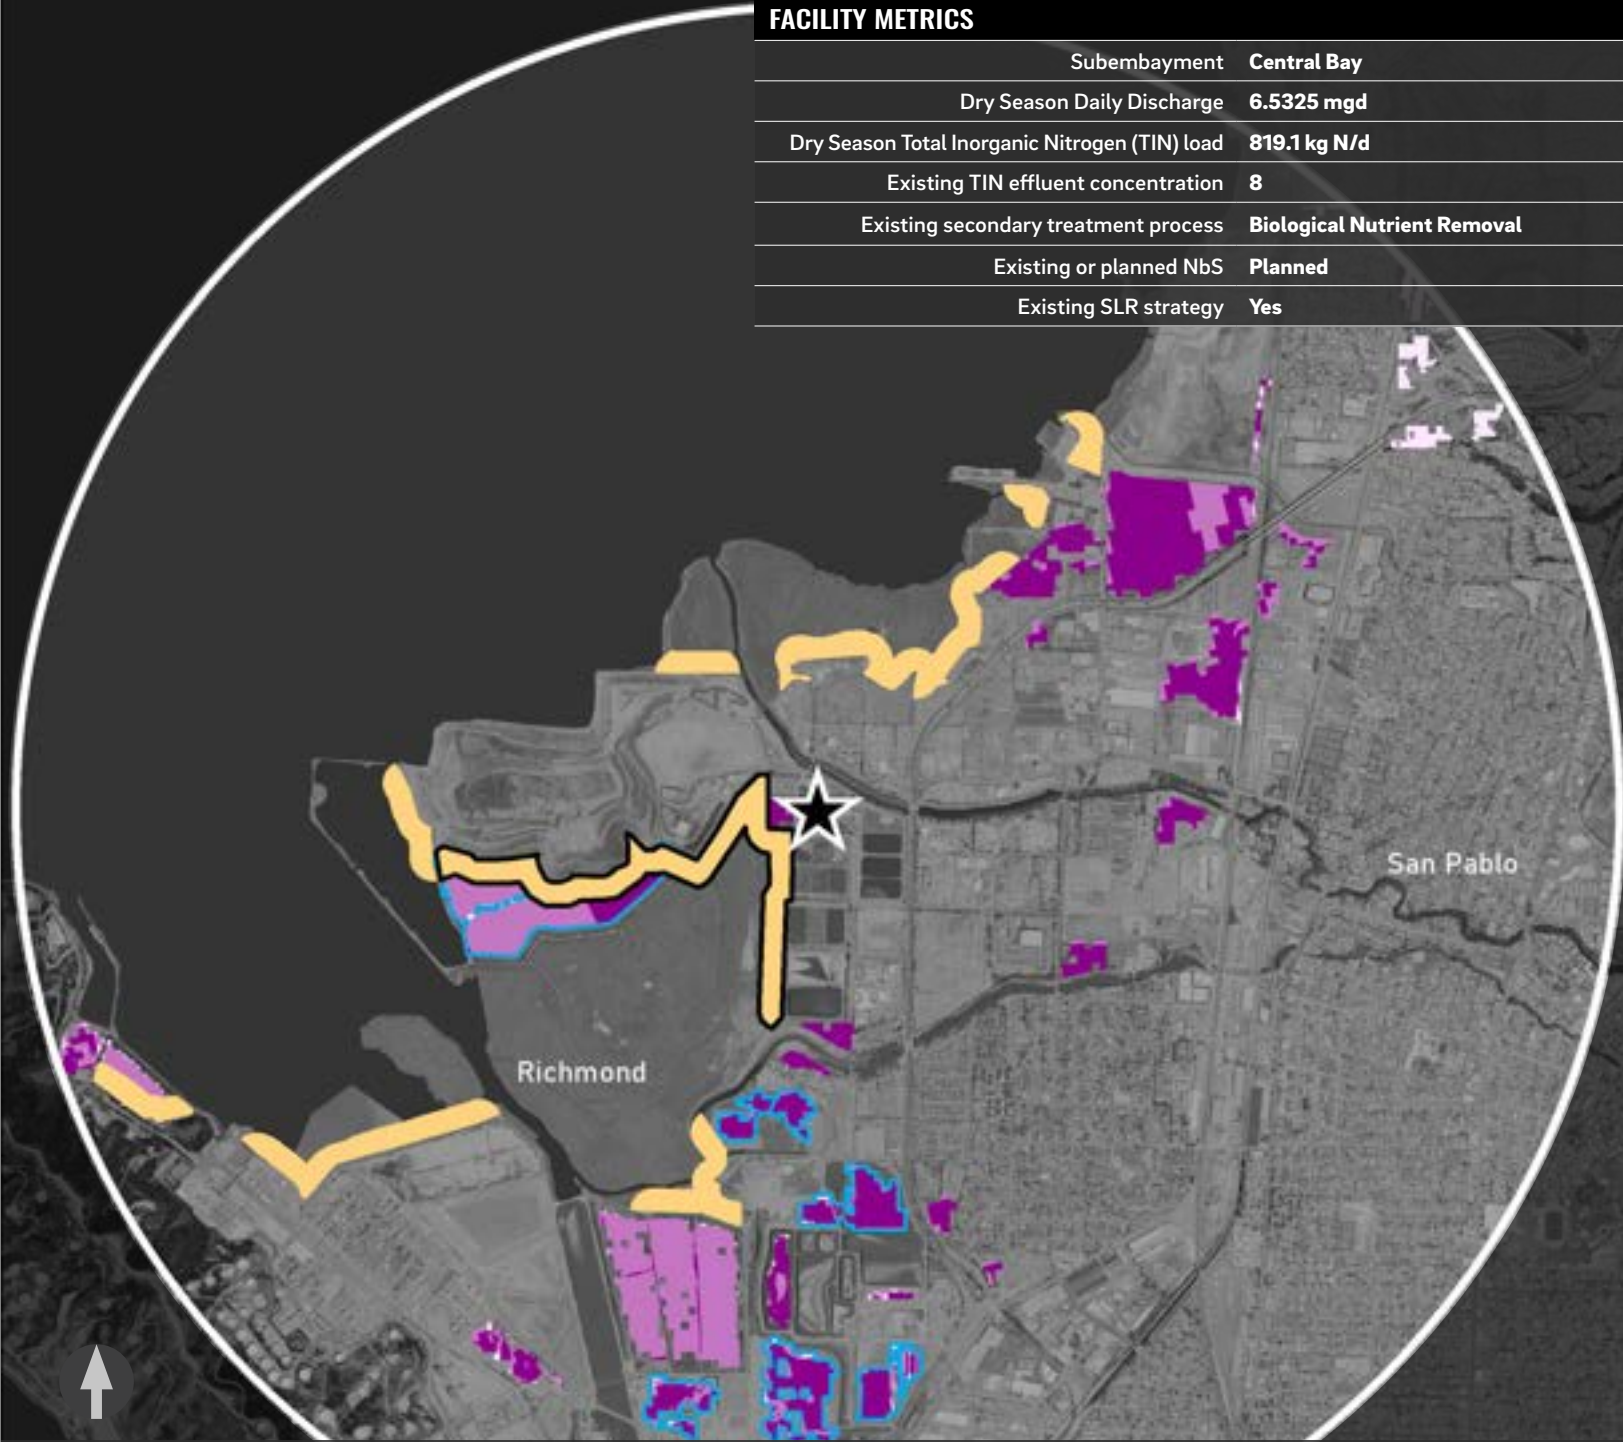 FACILITY METRICS
Subembayment Central Bay
Dry Season Daily Discharge 6.5325 mgd
Dry Season Total Inorganic Nitrogen (TIN) load 819.1 kg N/d
Existing TIN effluent concentration 8
Existing secondary treatment process Biological Nutrient Removal
Existing or planned NbS Planned
Existing SLR strategy Yes
San Pablo
Richmond